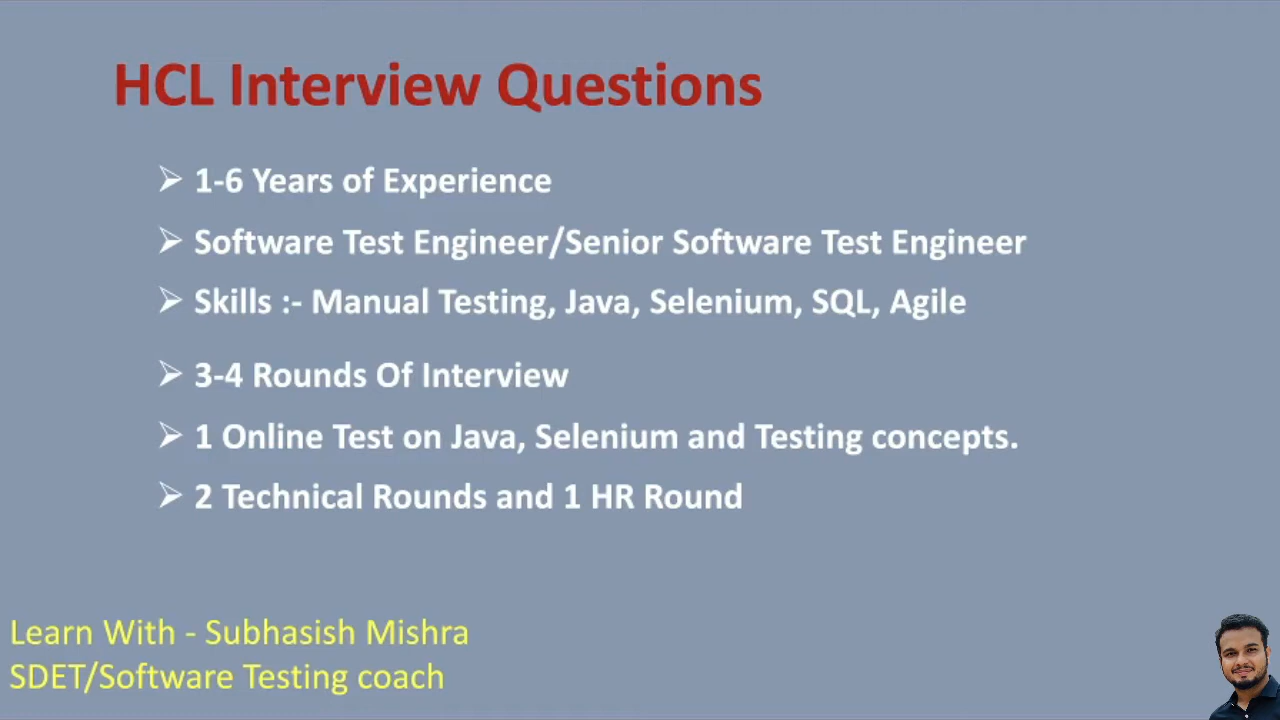 HCL Interview Questions
➢ 1-6 Years of Experience
➢ Software Test Engineer/Senior Software Test Engineer
➢ Skills :- Manual Testing, Java, Selenium, SQL, Agile
➢ 3-4 Rounds Of Interview
➢ 1 Online Test on Java, Selenium and Testing concepts.
➢ 2 Technical Rounds and 1 HR Round
Learn With - Subhasish Mishra
SDET/Software Testing coach